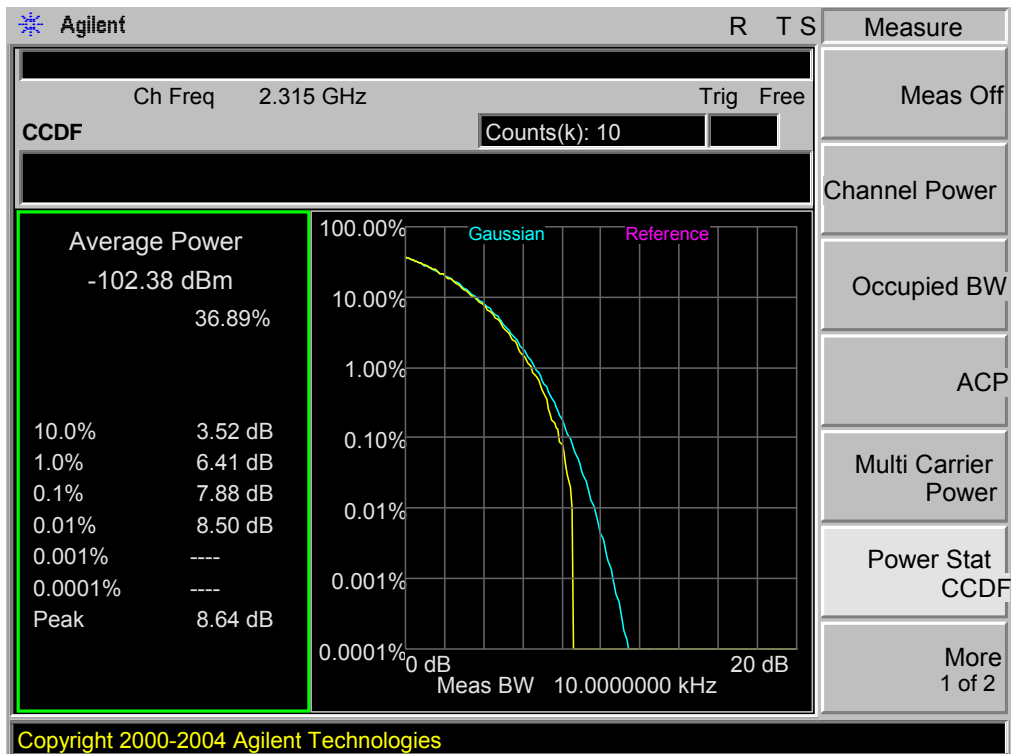 Agilent
R T S
Measure
Ch Freq 2.315 GHz
Trig Free
CCDF
Counts(k): 10
Average Power
-102.38 dBm
36.89%
10.0% 3.52 dB
1.0% 6.41 dB
0.1% 7.88 dB
0.01% 8.50 dB
0.001% ----
0.0001% ----
Peak 8.64 dB
Gaussian
Reference
100.00%
10.00%
1.00%
0.10%
0.01%
0.001%
0.0001%
0 dB
20 dB
Meas BW 10.0000000 kHz
Meas Off
Channel Power
Occupied BW
ACP
Multi Carrier
Power
Power Stat
CCDF
More
1 of 2
Copyright 2000-2004 Agilent Technologies